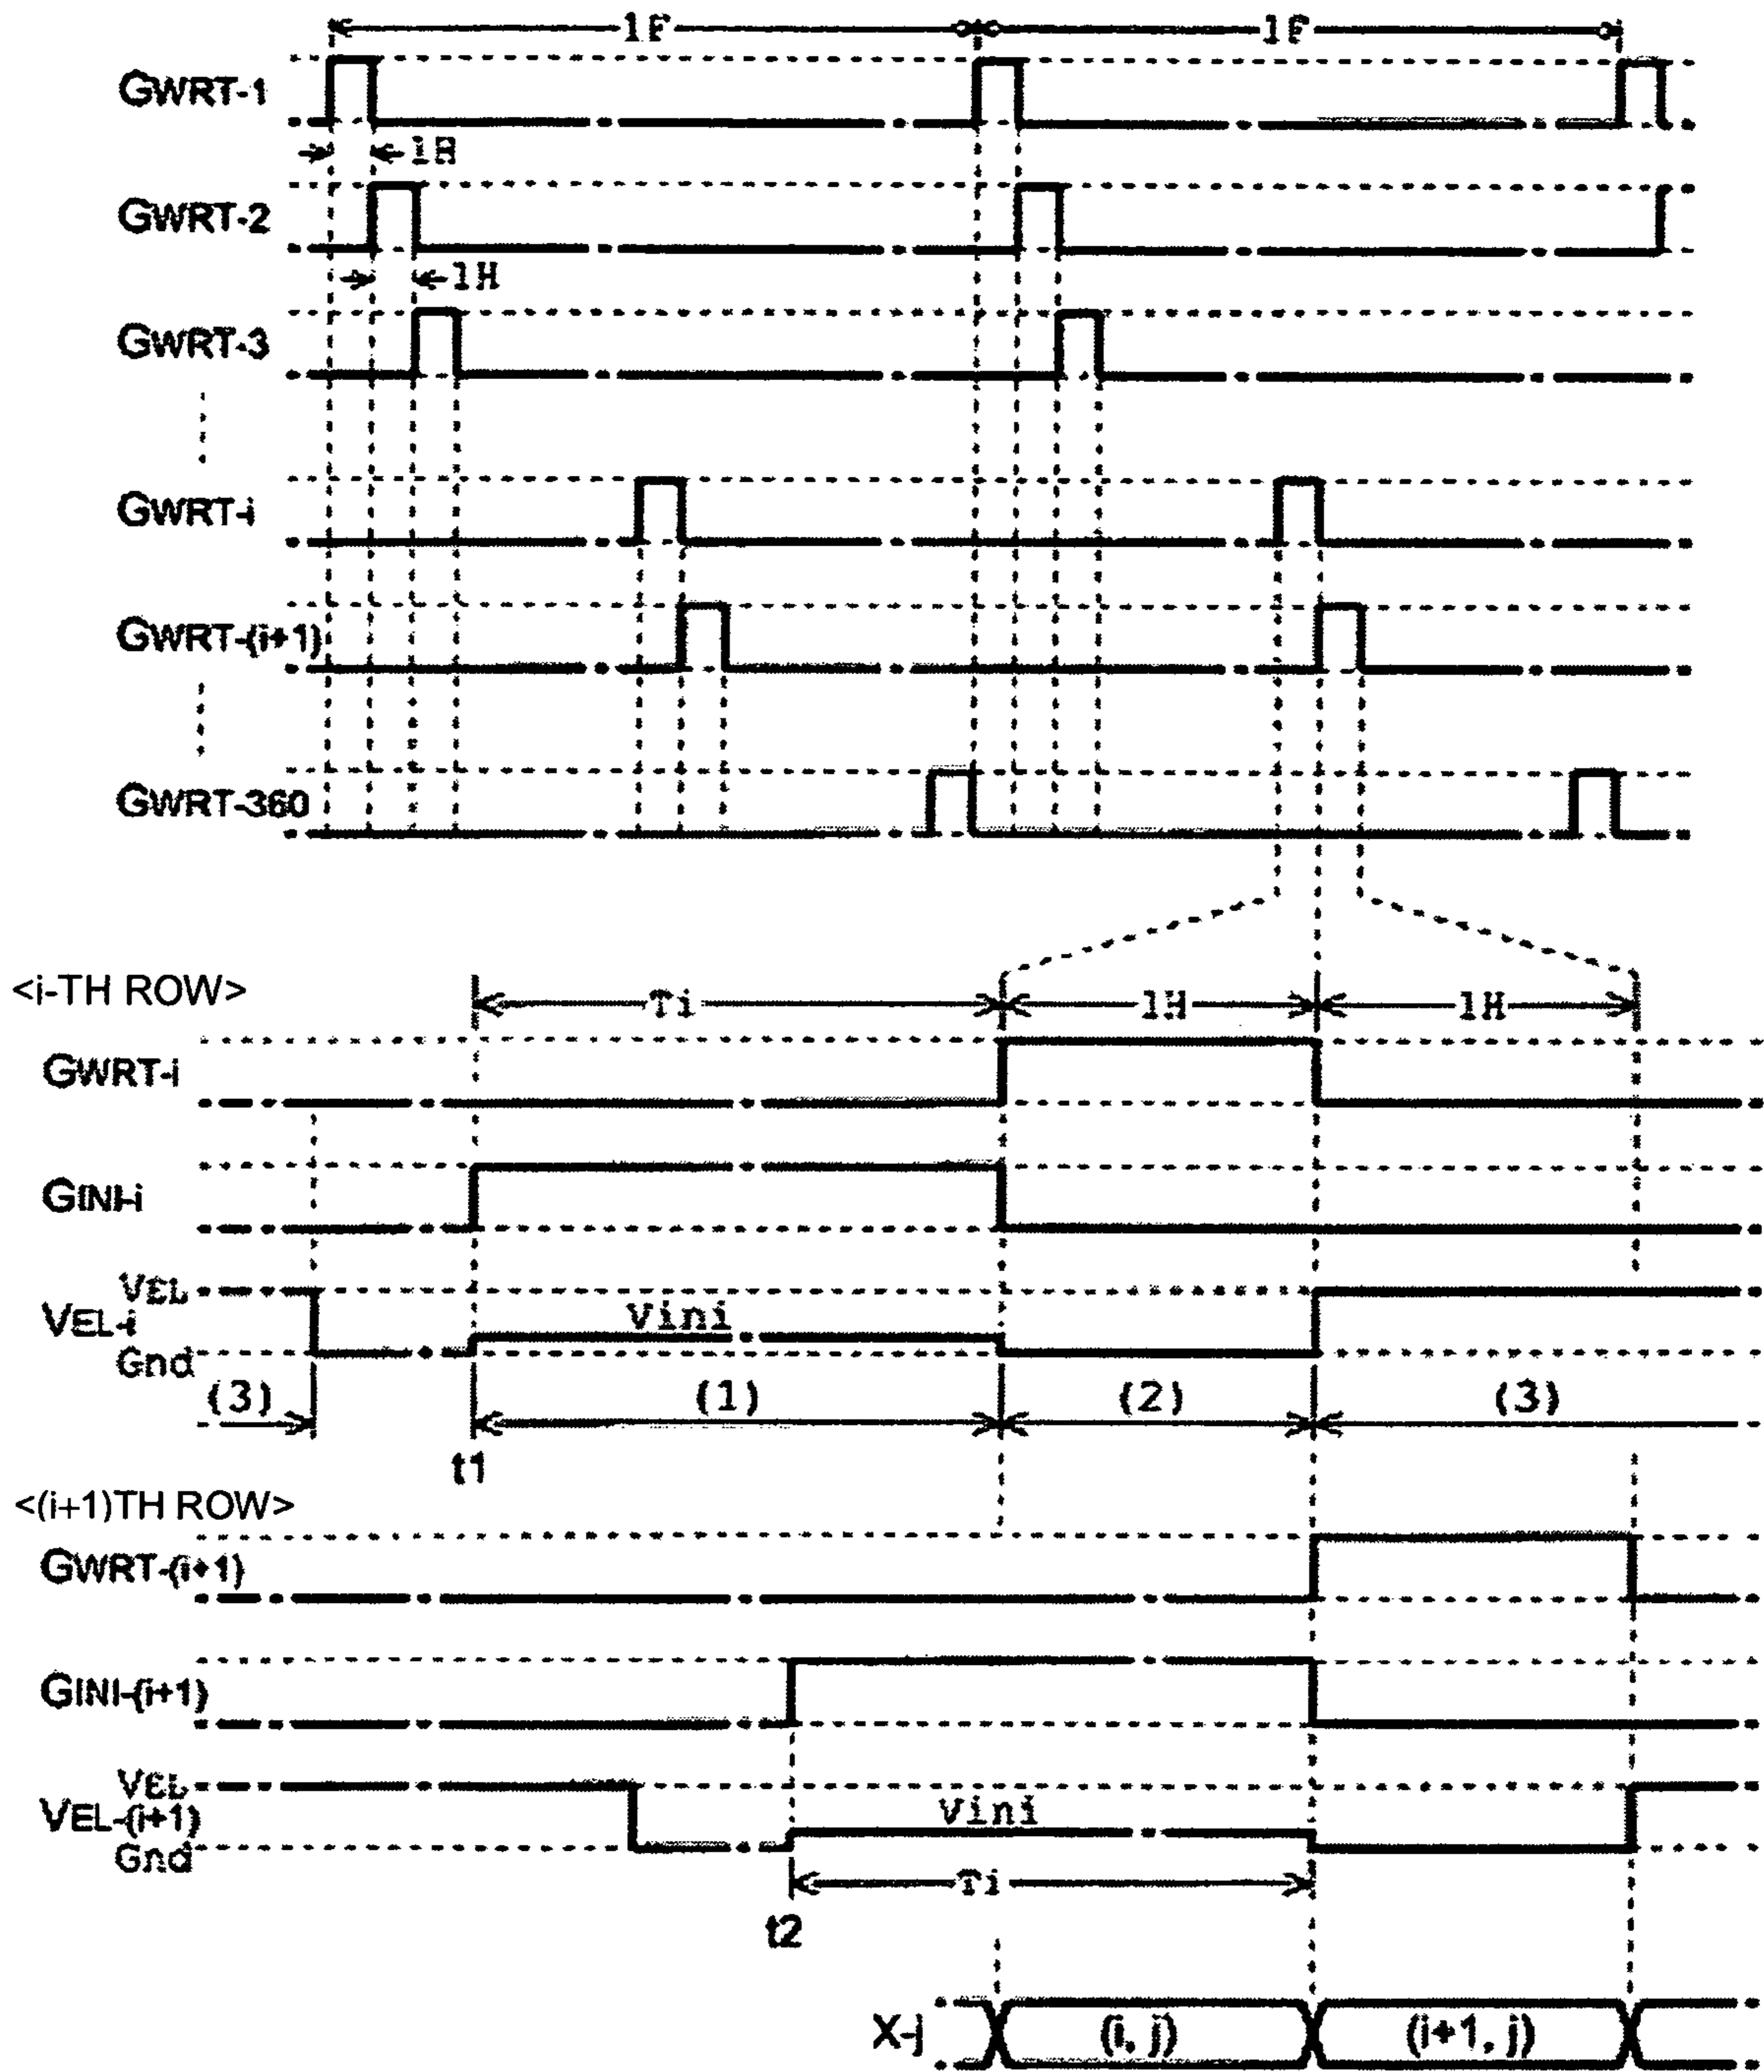 1F 1F
GWRT-1
1H
GWRT-2
1H
GWRT-3
GWRT-i
GWRT-(i+1)
GWRT-360
<i-TH ROW>
Ti 1H 1H
GWRT-i
GINI-i
VEL
VEL-i
Vini
Gnd
(3) (1) (2) (3)
t1
<(i+1)TH ROW>
GWRT-(i+1)
GINI-(i+1)
VEL
VEL-(i+1)
Vini
Gnd
Ti
t2
X-j (i, j) (i+1, j)